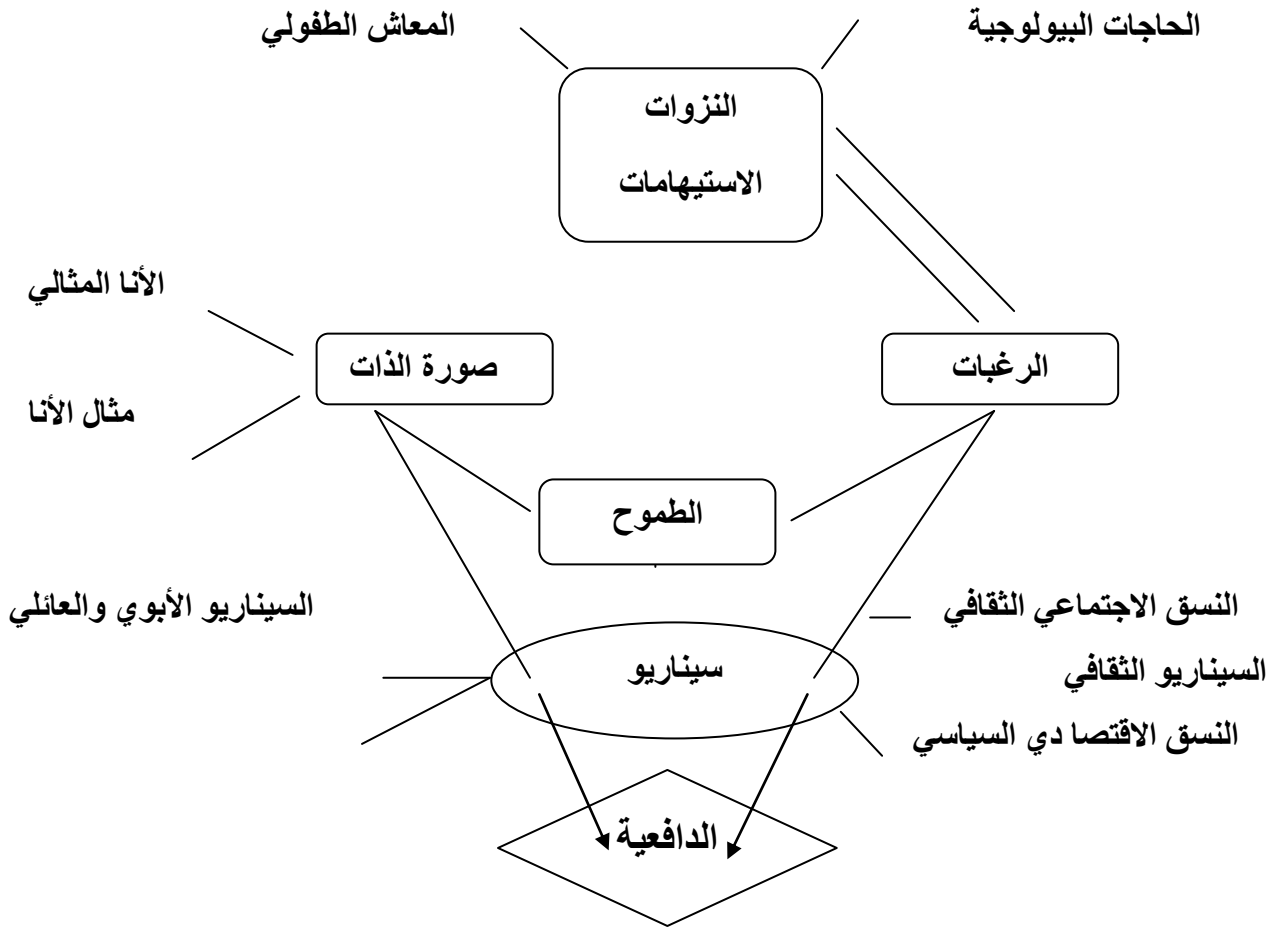 الحاجات البيولوجية
المعاش الطفولي
النزوات
الاستيهامات
الأنا المثالي
الرغبات
صورة الذات
مثال الأنا
الطموح
النسق الاجتماعي الثقافي
السيناريو الأبوي والعائلي
سيناريو
السيناريو الثقافي
النسق الاقتصا دي السياسي
الدافعية